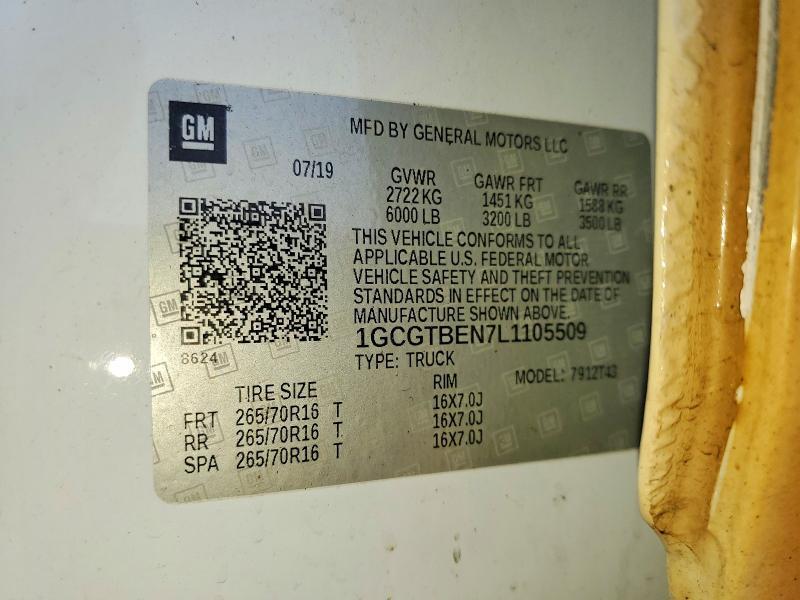 GM
MFD BY GENERAL MOTORS LLC
07/19
GVWR GAWR FRT GAWR RR
2722 KG 1451 KG 1588 KG
6000 LB 3200 LB 3500 LB
THIS VEHICLE CONFORMS TO ALL
APPLICABLE U.S. FEDERAL MOTOR
VEHICLE SAFETY AND THEFT PREVENTION
STANDARDS IN EFFECT ON THE DATE OF
MANUFACTURE SHOWN ABOVE.
1GCGTBEN7L1105509
8624
TYPE: TRUCK
MODEL: 7912T43
TIRE SIZE RIM
FRT 265/70R16 T 16X7.0J
RR 265/70R16 T 16X7.0J
SPA 265/70R16 T 16X7.0J